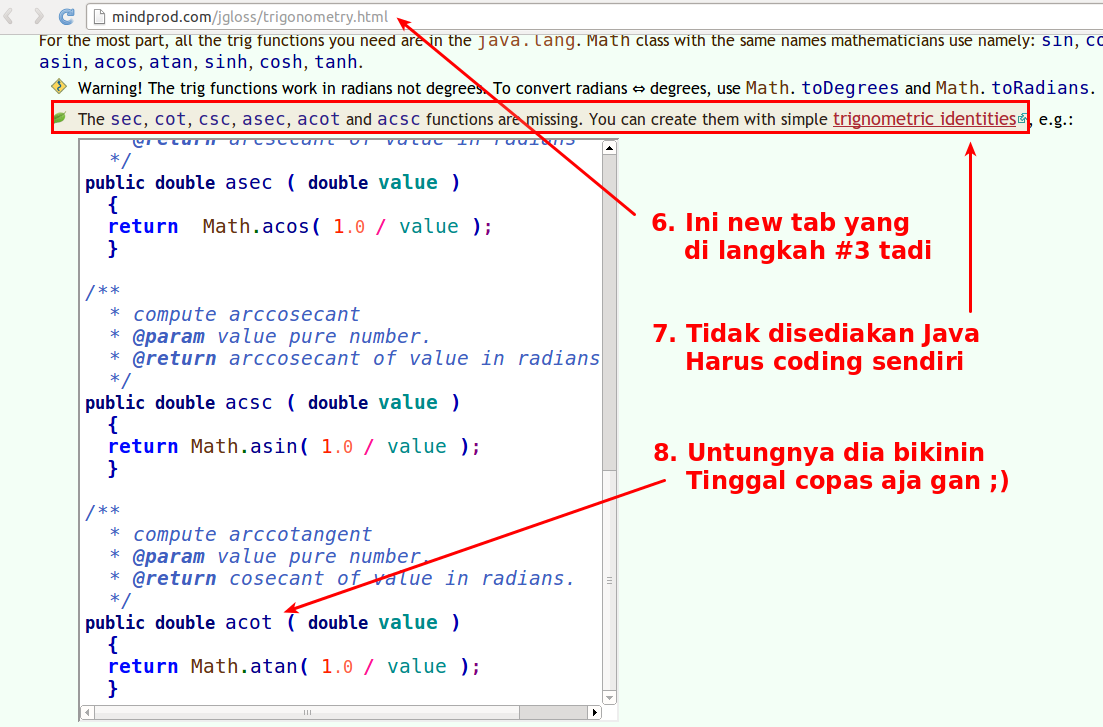 mindprod.com/jgloss/trigonometry.html
For the most part, all the trig functions you need are in the java.lang. Math class with the same names mathematicians use namely: sin, co
asin, acos, atan, sinh, cosh, tanh.
Warning! The trig functions work in radians not degrees. To convert radians ⇔ degrees, use Math. toDegrees and Math. toRadians.
The sec, cot, csc, asec, acot and acsc functions are missing. You can create them with simple trignometric identities, e.g.:
* @return arcsecant of value in radians
*/
public double asec ( double value )
{
return Math.acos( 1.0 / value );
}
/**
* compute arccosecant
* @param value pure number.
* @return arccosecant of value in radians
*/
public double acsc ( double value )
{
return Math.asin( 1.0 / value );
}
/**
* compute arccotangent
* @param value pure number.
* @return cosecant of value in radians.
*/
public double acot ( double value )
{
return Math.atan( 1.0 / value );
}
6. Ini new tab yang
di langkah #3 tadi
7. Tidak disediakan Java
Harus coding sendiri
8. Untungnya dia bikinin
Tinggal copas aja gan ;)